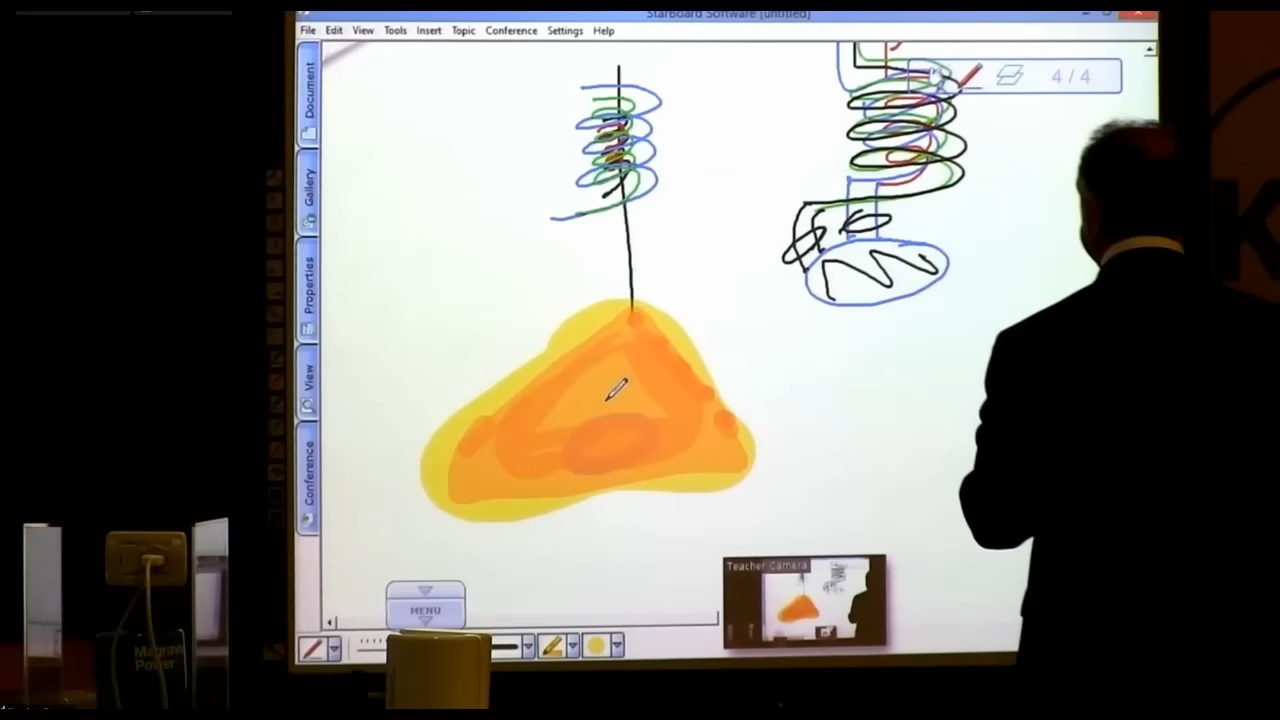 StarBoard Software [untitled]
File Edit View Tools Insert Topic Conference Settings Help
4 / 4
Document
Gallery
Properties
View
Conference
Teacher Camera
MENU
Power
K